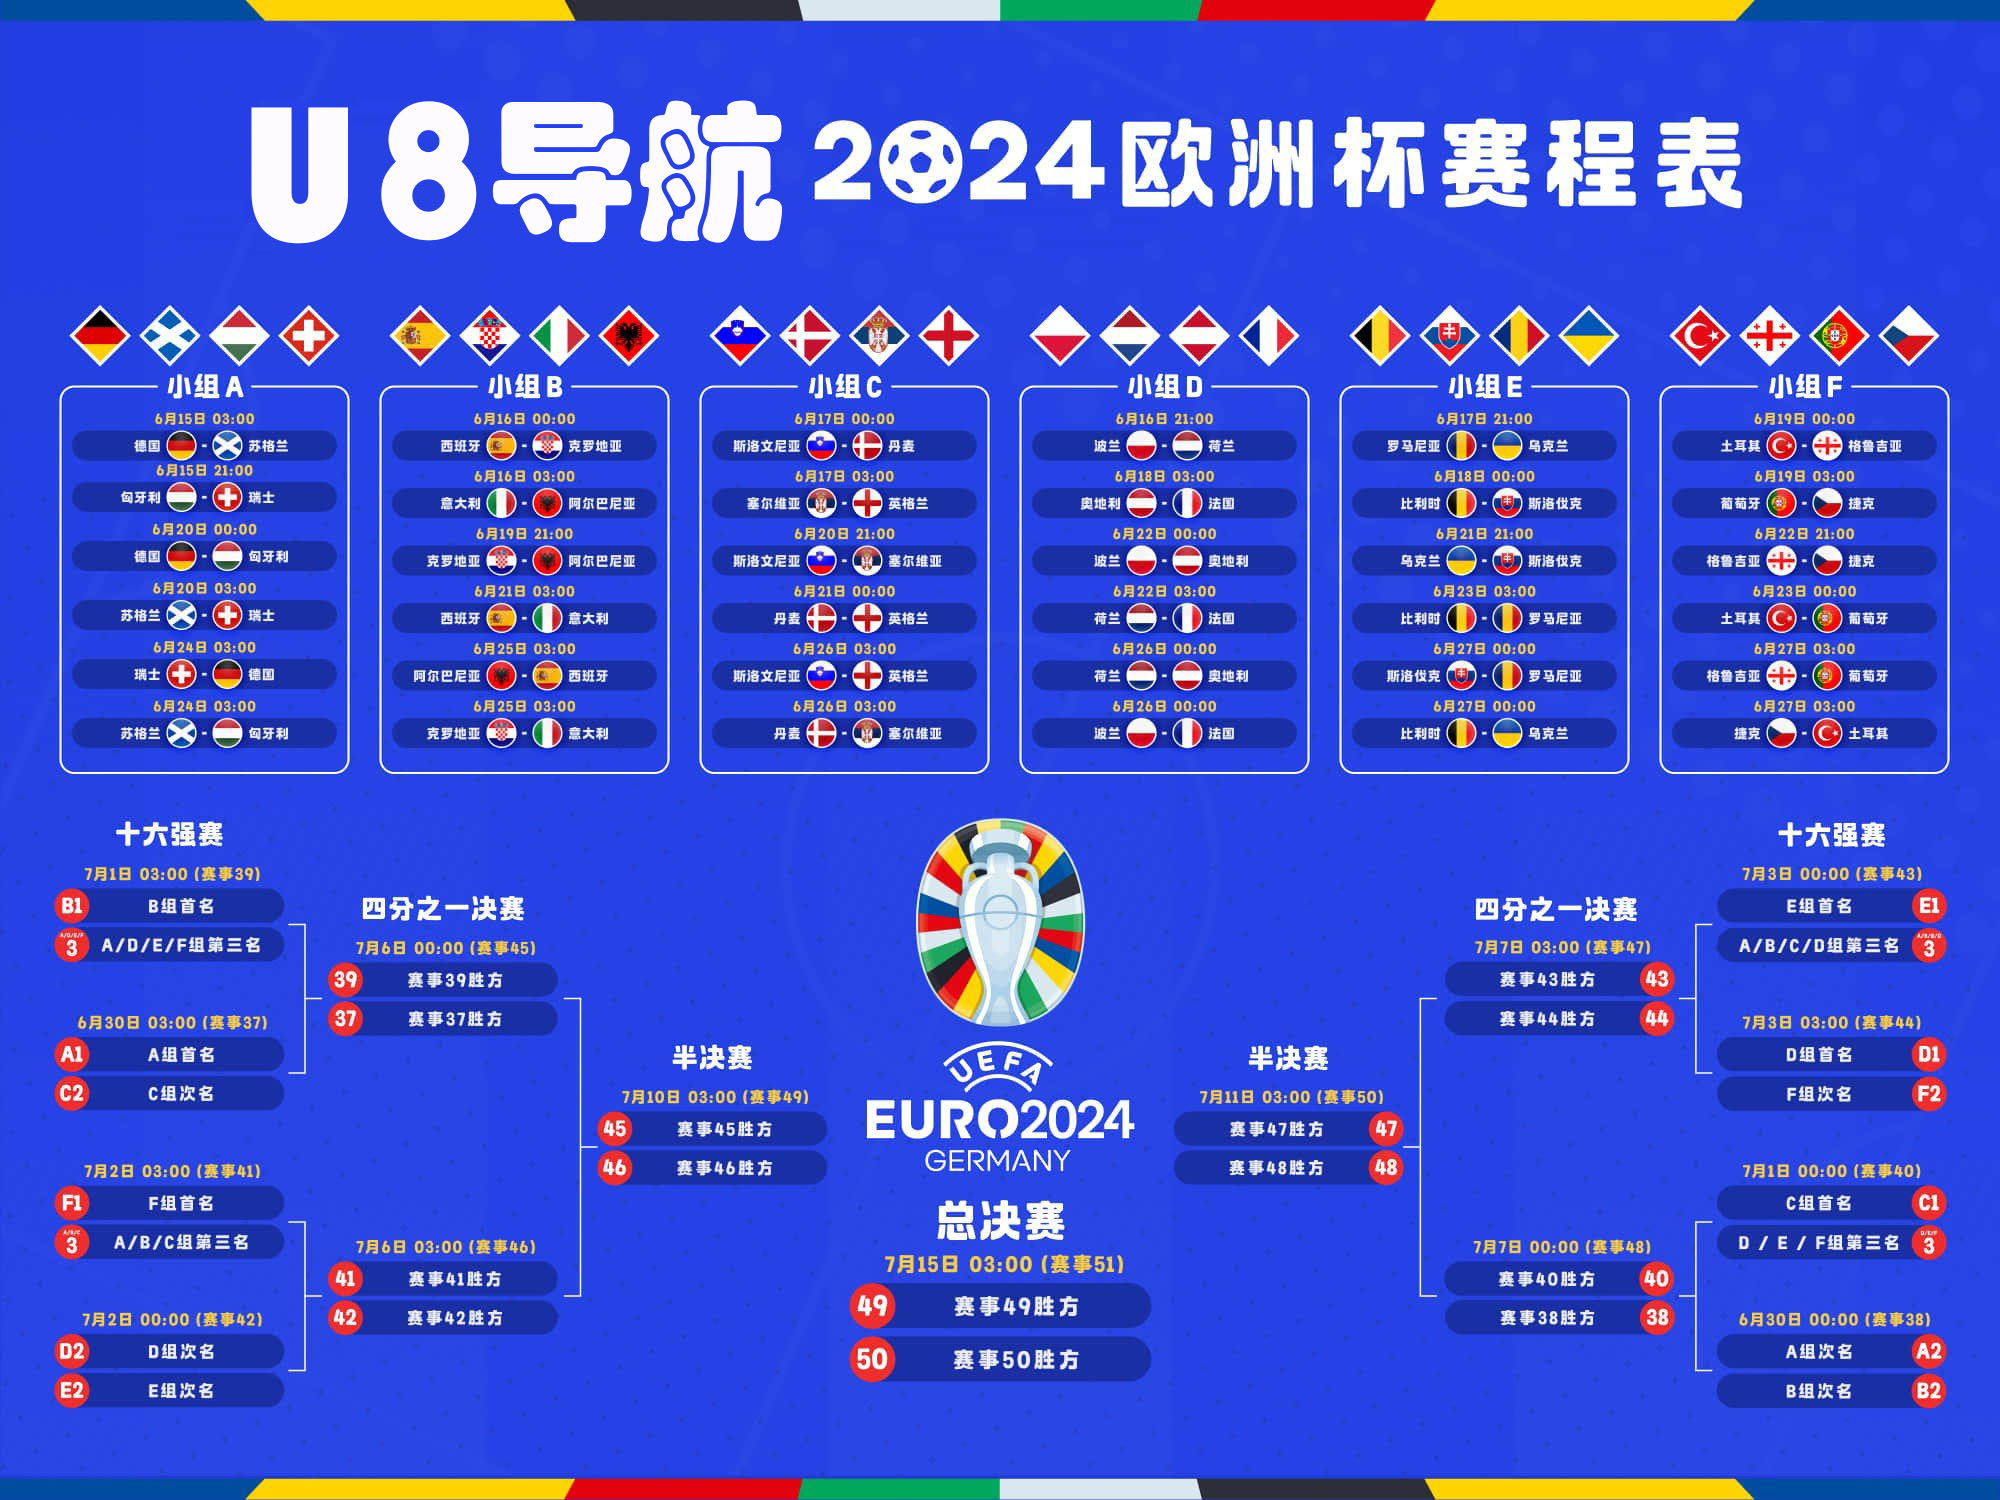 U8导航 2024欧洲杯赛程表
小组A
6月15日 03:00
德国 - 苏格兰
6月15日 21:00
匈牙利 - 瑞士
6月20日 00:00
德国 - 匈牙利
6月20日 03:00
苏格兰 - 瑞士
6月24日 03:00
瑞士 - 德国
6月24日 03:00
苏格兰 - 匈牙利
小组B
6月16日 00:00
西班牙 - 克罗地亚
6月16日 03:00
意大利 - 阿尔巴尼亚
6月19日 21:00
克罗地亚 - 阿尔巴尼亚
6月21日 03:00
西班牙 - 意大利
6月25日 03:00
阿尔巴尼亚 - 西班牙
6月25日 03:00
克罗地亚 - 意大利
小组C
6月17日 00:00
斯洛文尼亚 - 丹麦
6月17日 03:00
塞尔维亚 - 英格兰
6月20日 21:00
斯洛文尼亚 - 塞尔维亚
6月21日 00:00
丹麦 - 英格兰
6月26日 03:00
斯洛文尼亚 - 英格兰
6月26日 03:00
丹麦 - 塞尔维亚
小组D
6月16日 21:00
波兰 - 荷兰
6月18日 03:00
奥地利 - 法国
6月22日 00:00
波兰 - 奥地利
6月22日 03:00
荷兰 - 法国
6月26日 00:00
荷兰 - 奥地利
6月26日 00:00
波兰 - 法国
小组E
6月17日 21:00
罗马尼亚 - 乌克兰
6月18日 00:00
比利时 - 斯洛伐克
6月21日 21:00
乌克兰 - 斯洛伐克
6月23日 03:00
比利时 - 罗马尼亚
6月27日 00:00
斯洛伐克 - 罗马尼亚
6月27日 00:00
比利时 - 乌克兰
小组F
6月19日 00:00
土耳其 - 格鲁吉亚
6月19日 03:00
葡萄牙 - 捷克
6月22日 21:00
格鲁吉亚 - 捷克
6月23日 00:00
土耳其 - 葡萄牙
6月27日 03:00
格鲁吉亚 - 葡萄牙
6月27日 03:00
捷克 - 土耳其
十六强赛
7月1日 03:00 (赛事39)
B1 B组首名
A/D/E/F 3 A/D/E/F组第三名
6月30日 03:00 (赛事37)
A1 A组首名
C2 C组次名
7月2日 03:00 (赛事41)
F1 F组首名
A/B/C 3 A/B/C组第三名
7月2日 00:00 (赛事42)
D2 D组次名
E2 E组次名
四分之一决赛
7月6日 00:00 (赛事45)
39 赛事39胜方
37 赛事37胜方
7月6日 03:00 (赛事46)
41 赛事41胜方
42 赛事42胜方
半决赛
7月10日 03:00 (赛事49)
45 赛事45胜方
46 赛事46胜方
UEFA
EURO2024
GERMANY
总决赛
7月15日 03:00 (赛事51)
49 赛事49胜方
50 赛事50胜方
半决赛
7月11日 03:00 (赛事50)
赛事47胜方 47
赛事48胜方 48
四分之一决赛
7月7日 03:00 (赛事47)
赛事43胜方 43
赛事44胜方 44
7月7日 00:00 (赛事48)
赛事40胜方 40
赛事38胜方 38
十六强赛
7月3日 00:00 (赛事43)
E组首名 E1
A/B/C/D组第三名 A/B/C/D 3
7月3日 03:00 (赛事44)
D组首名 D1
F组次名 F2
7月1日 00:00 (赛事40)
C组首名 C1
D / E / F组第三名 D/E/F 3
6月30日 00:00 (赛事38)
A组次名 A2
B组次名 B2